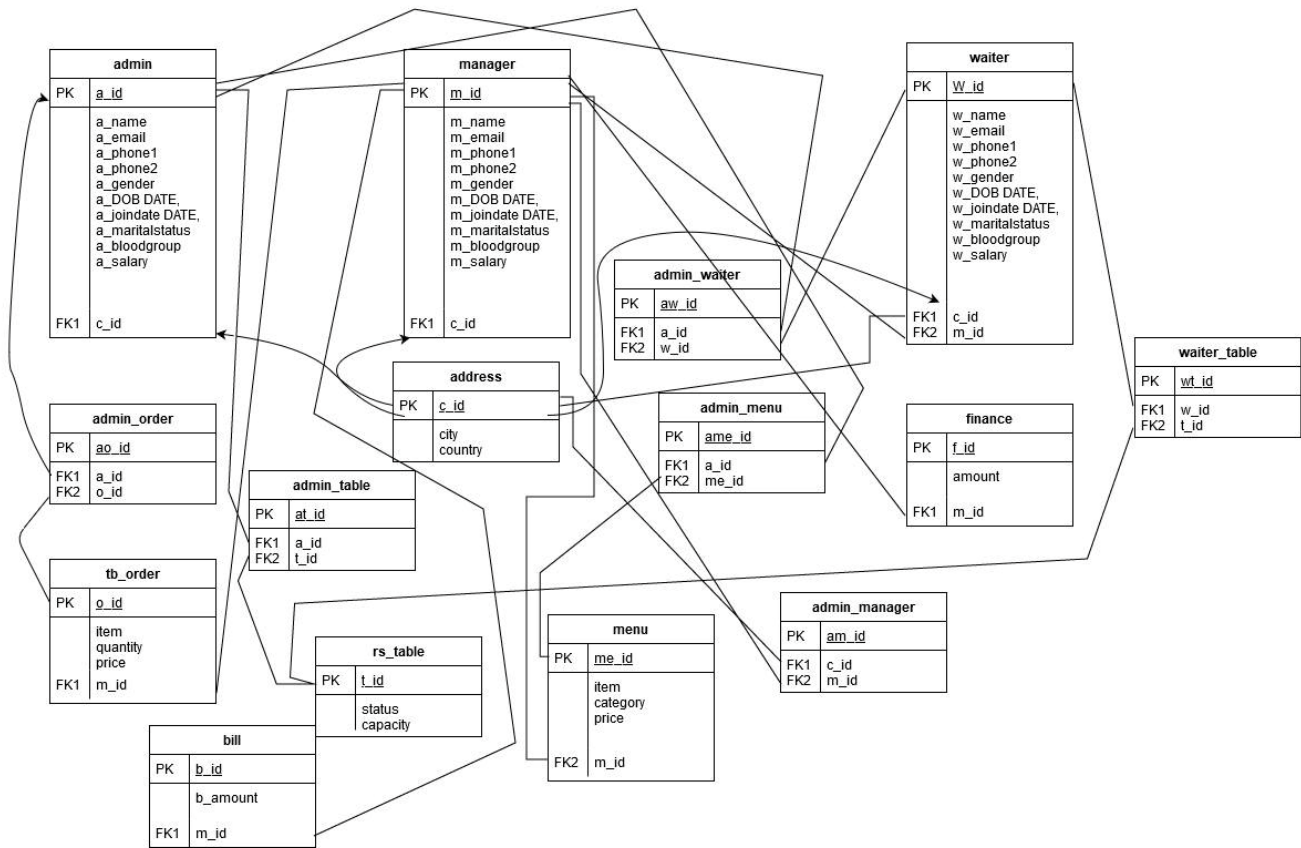 admin
PK a_id
a_name
a_email
a_phone1
a_phone2
a_gender
a_DOB DATE,
a_joindate DATE,
a_maritalstatus
a_bloodgroup
a_salary
FK1 c_id
manager
PK m_id
m_name
m_email
m_phone1
m_phone2
m_gender
m_DOB DATE,
m_joindate DATE,
m_maritalstatus
m_bloodgroup
m_salary
FK1 c_id
waiter
PK W_id
w_name
w_email
w_phone1
w_phone2
w_gender
w_DOB DATE,
w_joindate DATE,
w_maritalstatus
w_bloodgroup
w_salary
FK1 c_id
FK2 m_id
admin_waiter
PK aw_id
FK1 a_id
FK2 w_id
waiter_table
PK wt_id
FK1 w_id
FK2 t_id
address
PK c_id
city
country
admin_menu
PK ame_id
FK1 a_id
FK2 me_id
finance
PK f_id
amount
FK1 m_id
admin_order
PK ao_id
FK1 a_id
FK2 o_id
admin_table
PK at_id
FK1 a_id
FK2 t_id
tb_order
PK o_id
item
quantity
price
FK1 m_id
rs_table
PK t_id
status
capacity
menu
PK me_id
item
category
price
FK2 m_id
admin_manager
PK am_id
FK1 c_id
FK2 m_id
bill
PK b_id
b_amount
FK1 m_id